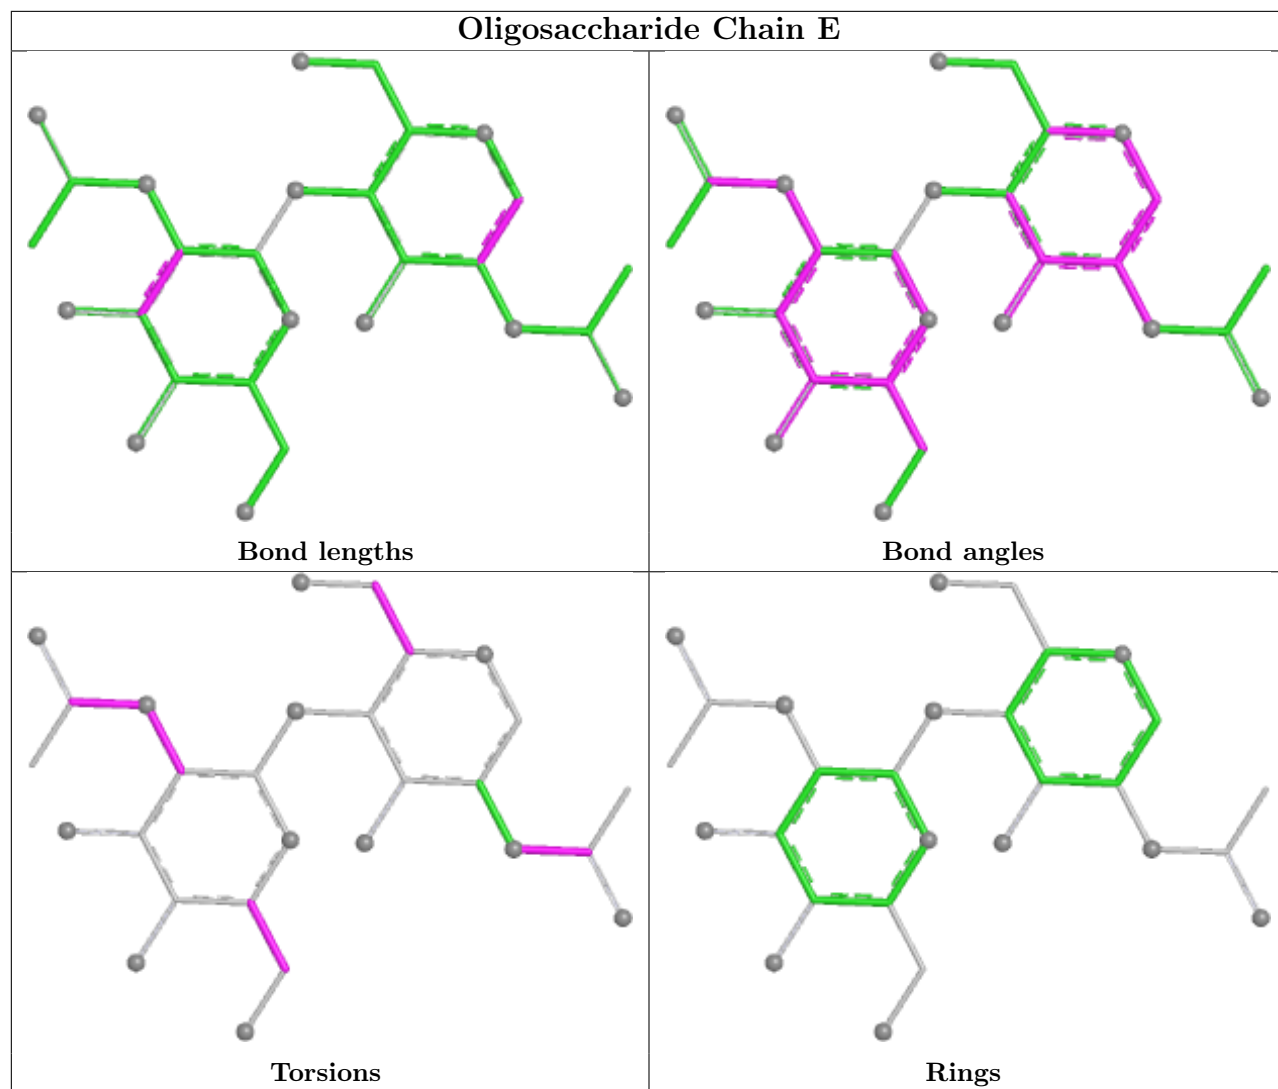 Oligosaccharide Chain E
Bond lengths
Bond angles
Torsions
Rings